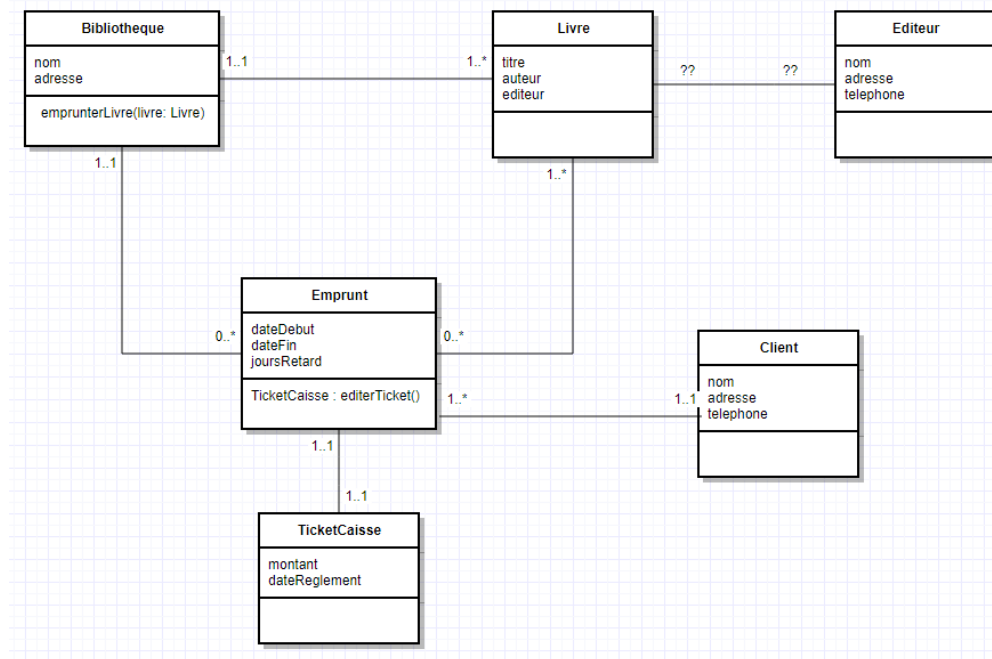 Bibliotheque
nom
adresse
emprunterLivre(livre: Livre)
1..1
1..*
Livre
titre
auteur
editeur
??
??
Editeur
nom
adresse
telephone
1..1
1..*
0..*
0..*
Emprunt
dateDebut
dateFin
joursRetard
TicketCaisse : editerTicket()
1..*
1..1
Client
nom
adresse
telephone
1..1
1..1
TicketCaisse
montant
dateReglement